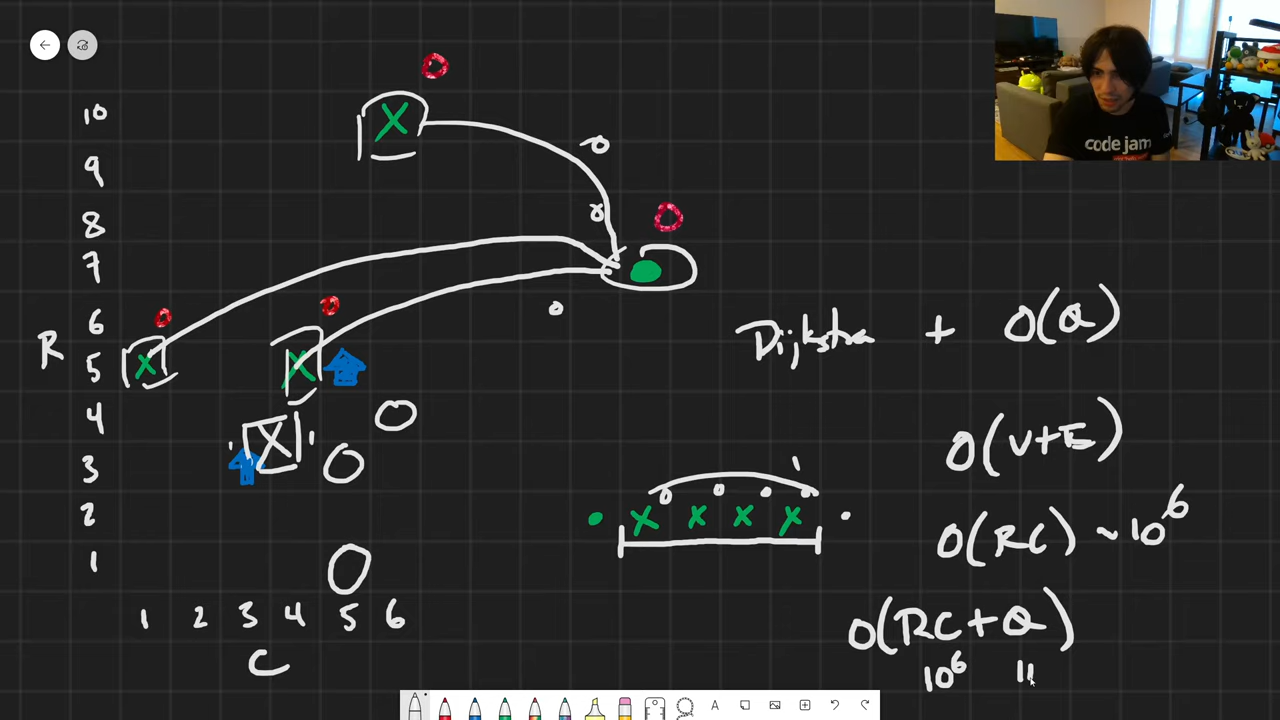 10
9
8
7
6
R
5
4
3
2
1
1 2 3 4 5 6
C
Dijkstra + O(Q)
O(V+E)
O(RC) ~ 10^6
O(RC+Q)
10^6 11
code jam
A